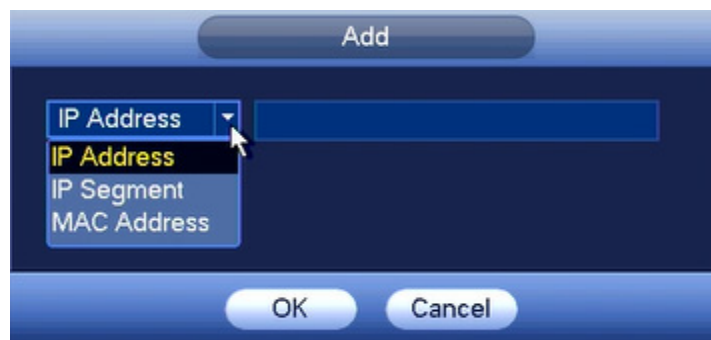 Add
IP Address
IP Address
IP Segment
MAC Address
OK Cancel